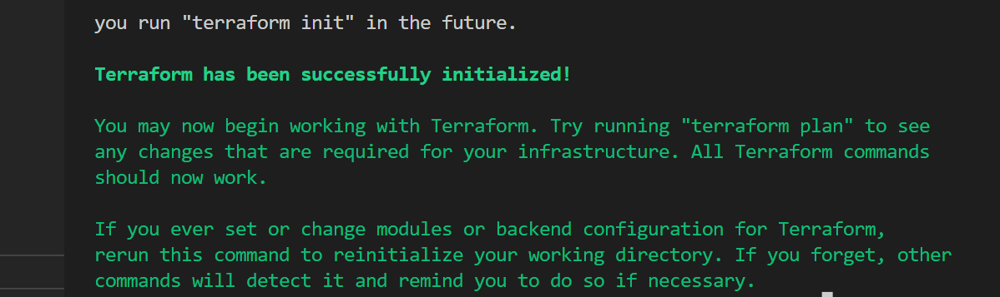 you run "terraform init" in the future.
Terraform has been successfully initialized!
You may now begin working with Terraform. Try running "terraform plan" to see
any changes that are required for your infrastructure. All Terraform commands
should now work.
If you ever set or change modules or backend configuration for Terraform,
rerun this command to reinitialize your working directory. If you forget, other
commands will detect it and remind you to do so if necessary.